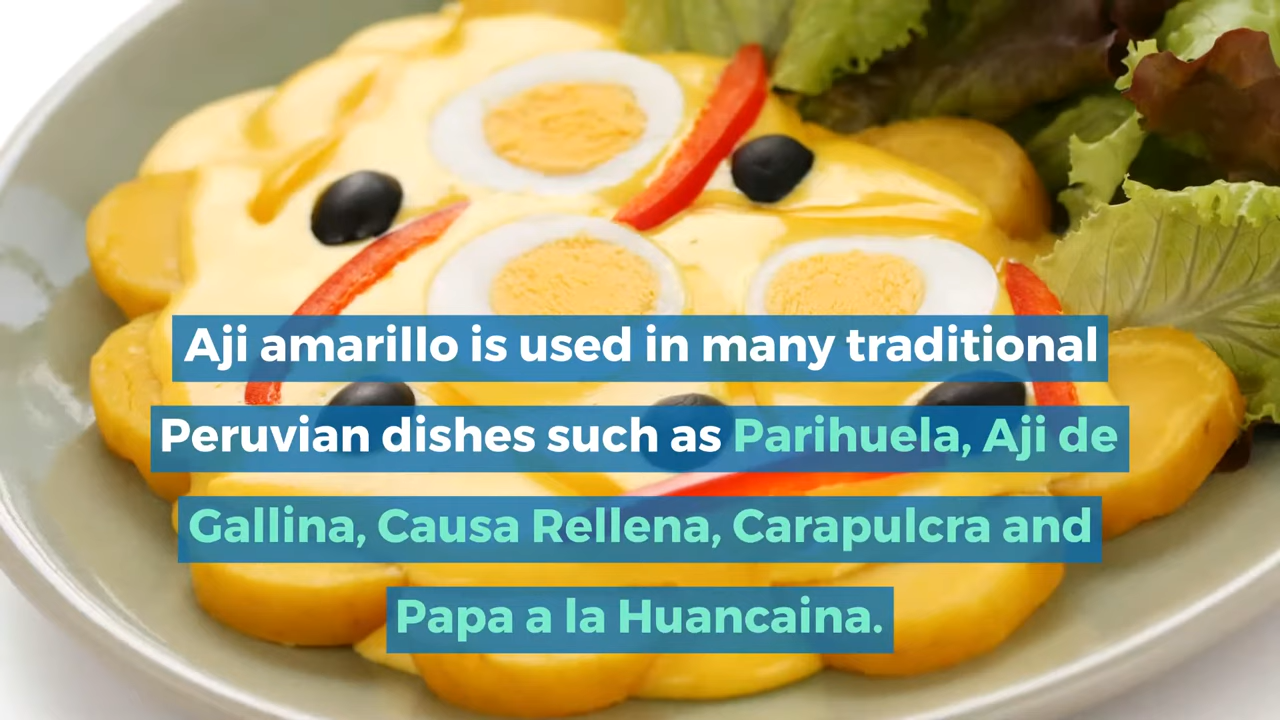 Aji amarillo is used in many traditional
Peruvian dishes such as Parihuela, Aji de
Gallina, Causa Rellena, Carapulcra and
Papa a la Huancaina.